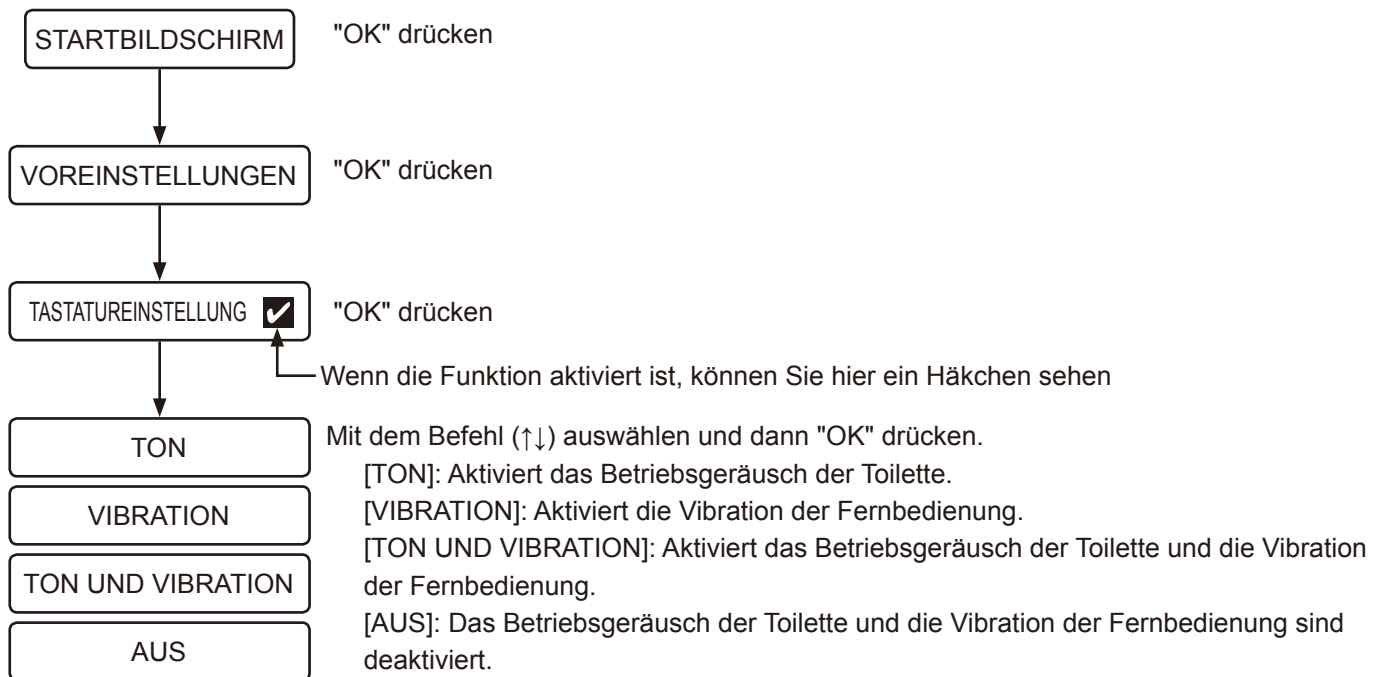 STARTBILDSCHIRM
"OK" drücken
VOREINSTELLUNGEN
"OK" drücken
TASTATUREINSTELLUNG ✔
"OK" drücken
Wenn die Funktion aktiviert ist, können Sie hier ein Häkchen sehen
TON
VIBRATION
TON UND VIBRATION
AUS
Mit dem Befehl (↑↓) auswählen und dann "OK" drücken.
[TON]: Aktiviert das Betriebsgeräusch der Toilette.
[VIBRATION]: Aktiviert die Vibration der Fernbedienung.
[TON UND VIBRATION]: Aktiviert das Betriebsgeräusch der Toilette und die Vibration
der Fernbedienung.
[AUS]: Das Betriebsgeräusch der Toilette und die Vibration der Fernbedienung sind
deaktiviert.